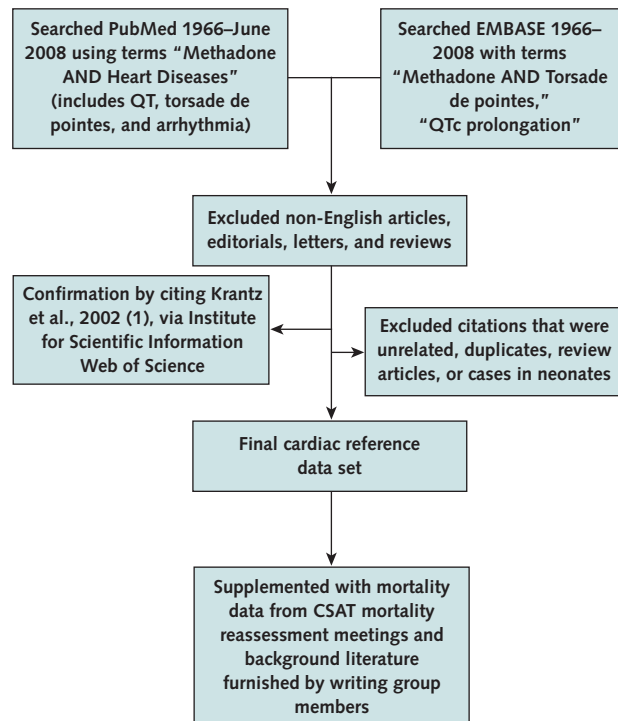 Searched PubMed 1966–June
2008 using terms “Methadone
AND Heart Diseases”
(includes QT, torsade de
pointes, and arrhythmia)
Searched EMBASE 1966–
2008 with terms
“Methadone AND Torsade
de pointes,”
“QTc prolongation”
Excluded non-English articles,
editorials, letters, and reviews
Confirmation by citing Krantz
et al., 2002 (1), via Institute
for Scientific Information
Web of Science
Excluded citations that were
unrelated, duplicates, review
articles, or cases in neonates
Final cardiac reference
data set
Supplemented with mortality
data from CSAT mortality
reassessment meetings and
background literature
furnished by writing group
members